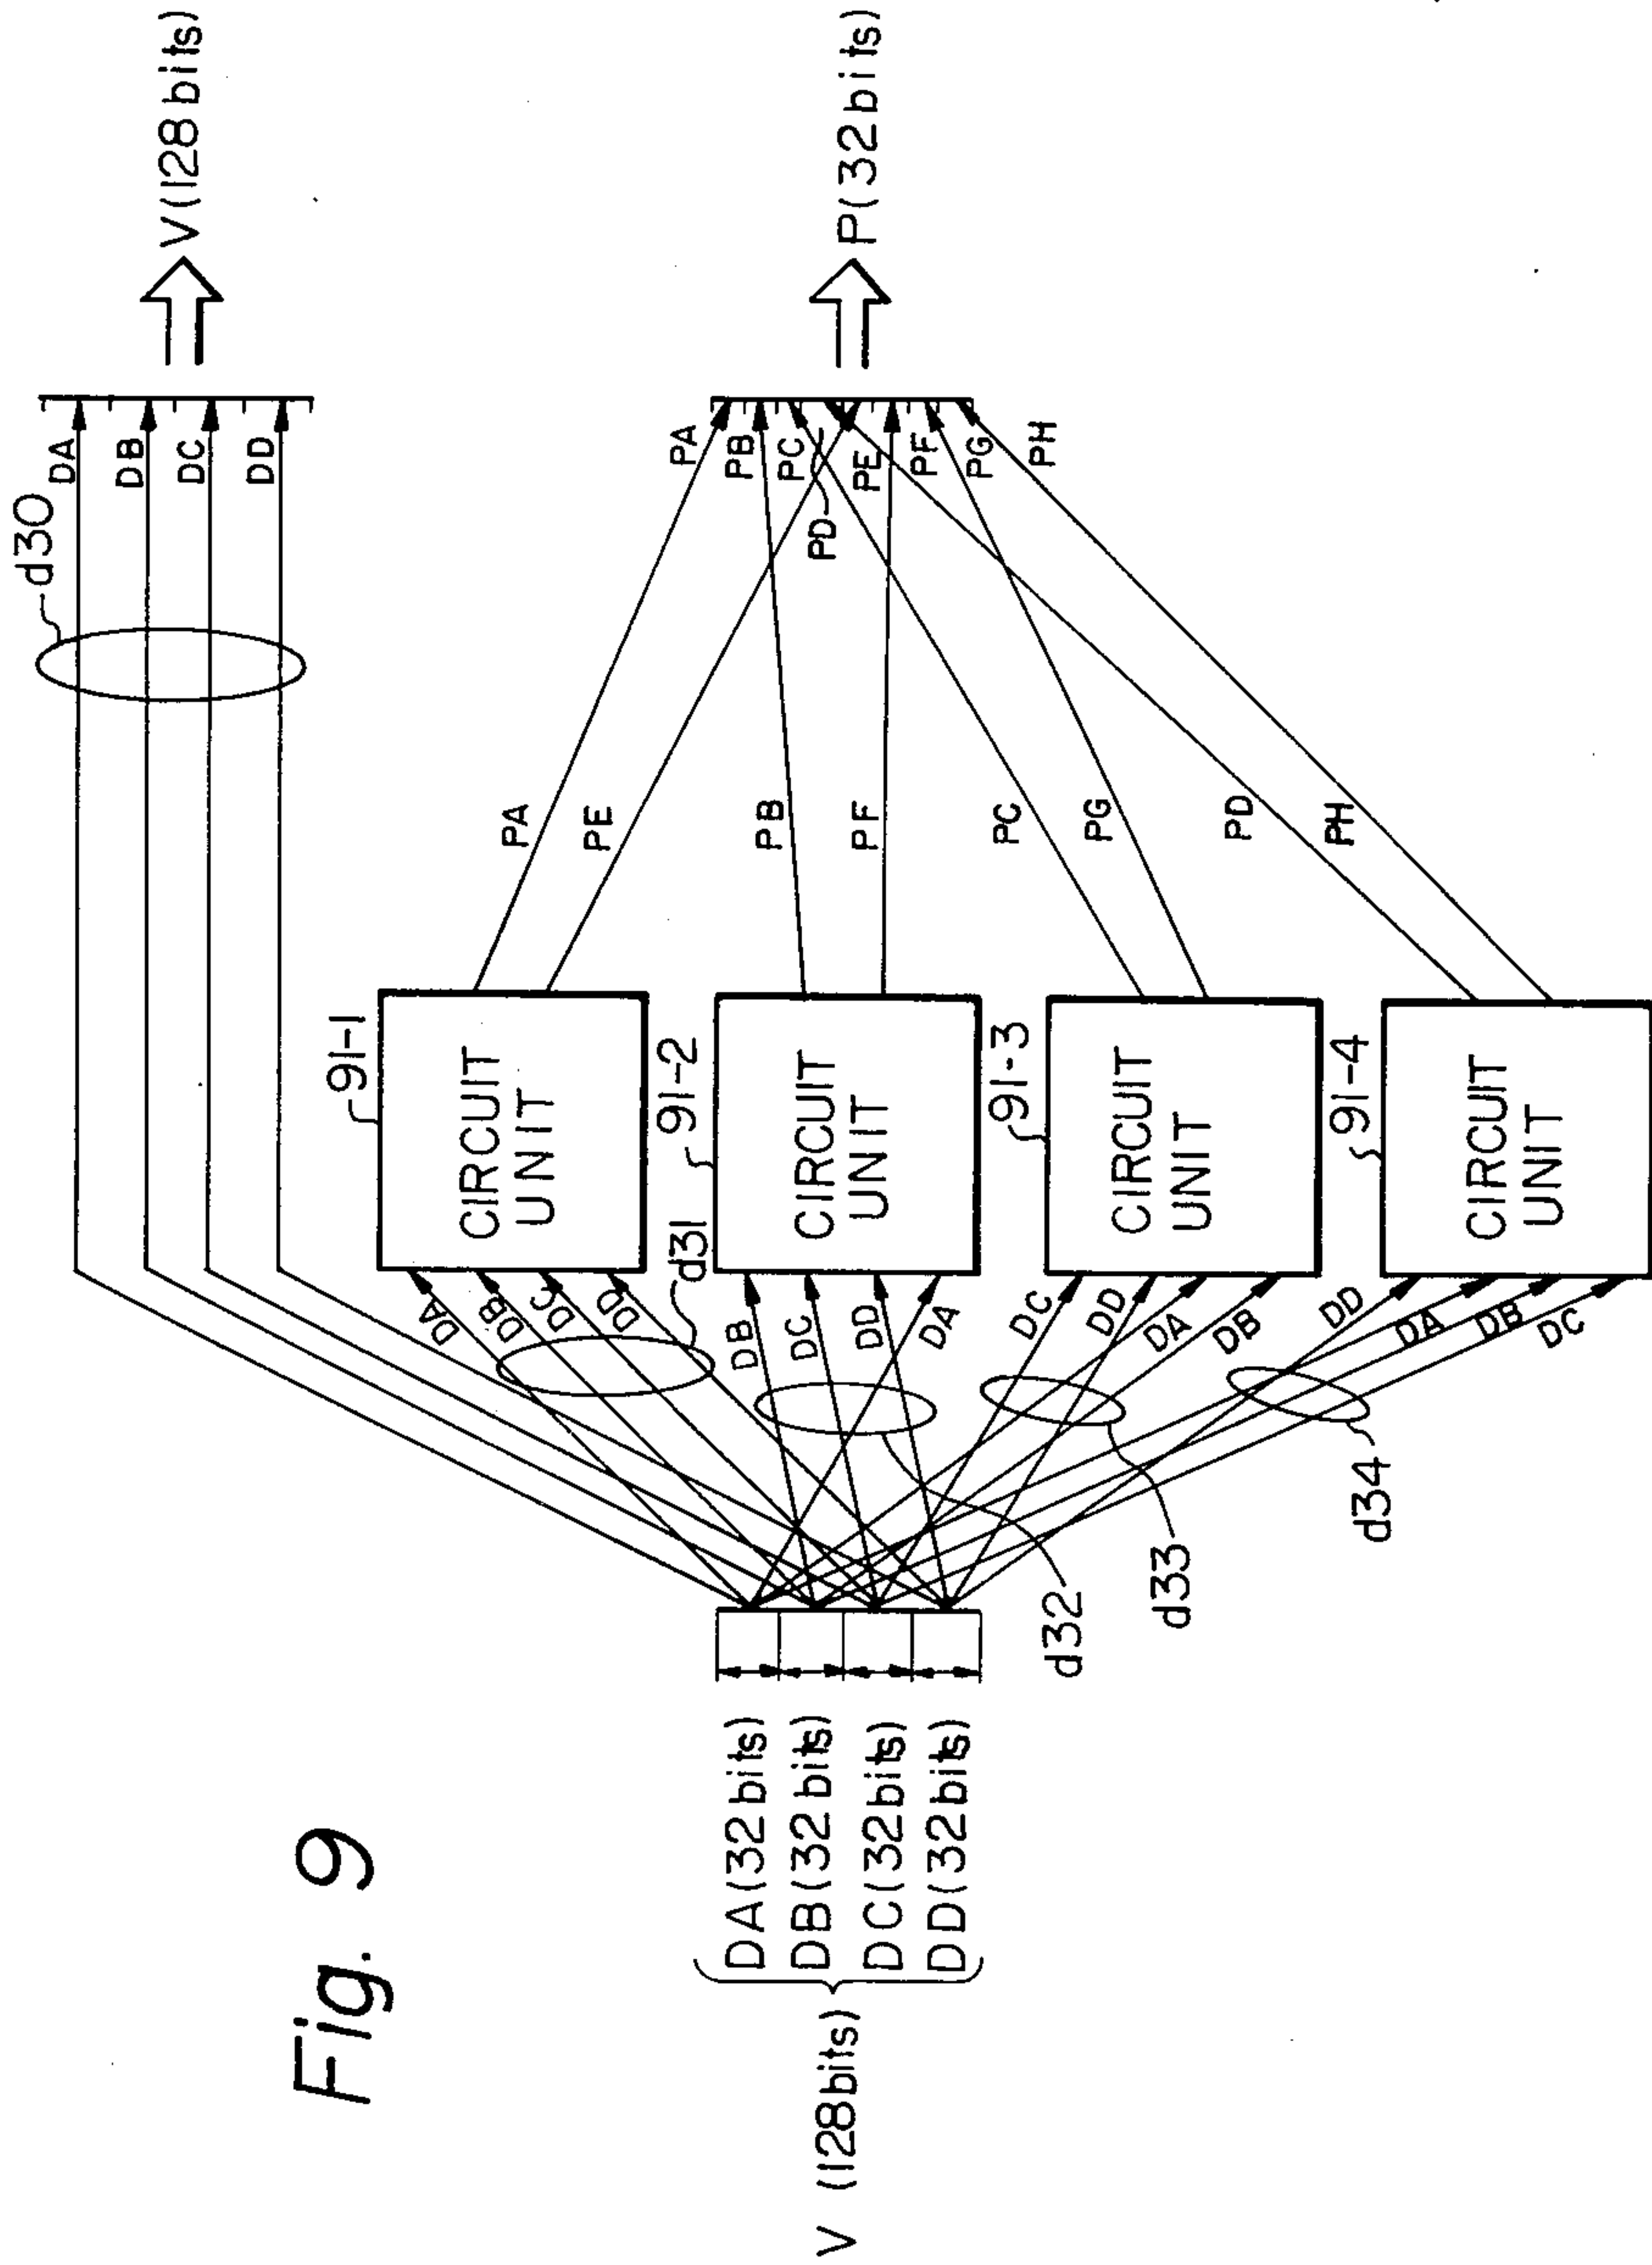 Fig. 9
V (128 bits)
DA (32 bits)
DB (32 bits)
DC (32 bits)
DD (32 bits)
d30
DA
DB
DC
DD
V (128 bits)
d31
DA
DB
DC
DD
91-1
CIRCUIT
UNIT
PA
PE
d32
DB
DC
DD
DA
91-2
CIRCUIT
UNIT
PB
PF
d33
DC
DD
DA
DB
91-3
CIRCUIT
UNIT
PC
PG
d34
DD
DA
DB
DC
91-4
CIRCUIT
UNIT
PD
PH
PA
PB
PC
PD
PE
PF
PG
PH
P (32 bits)